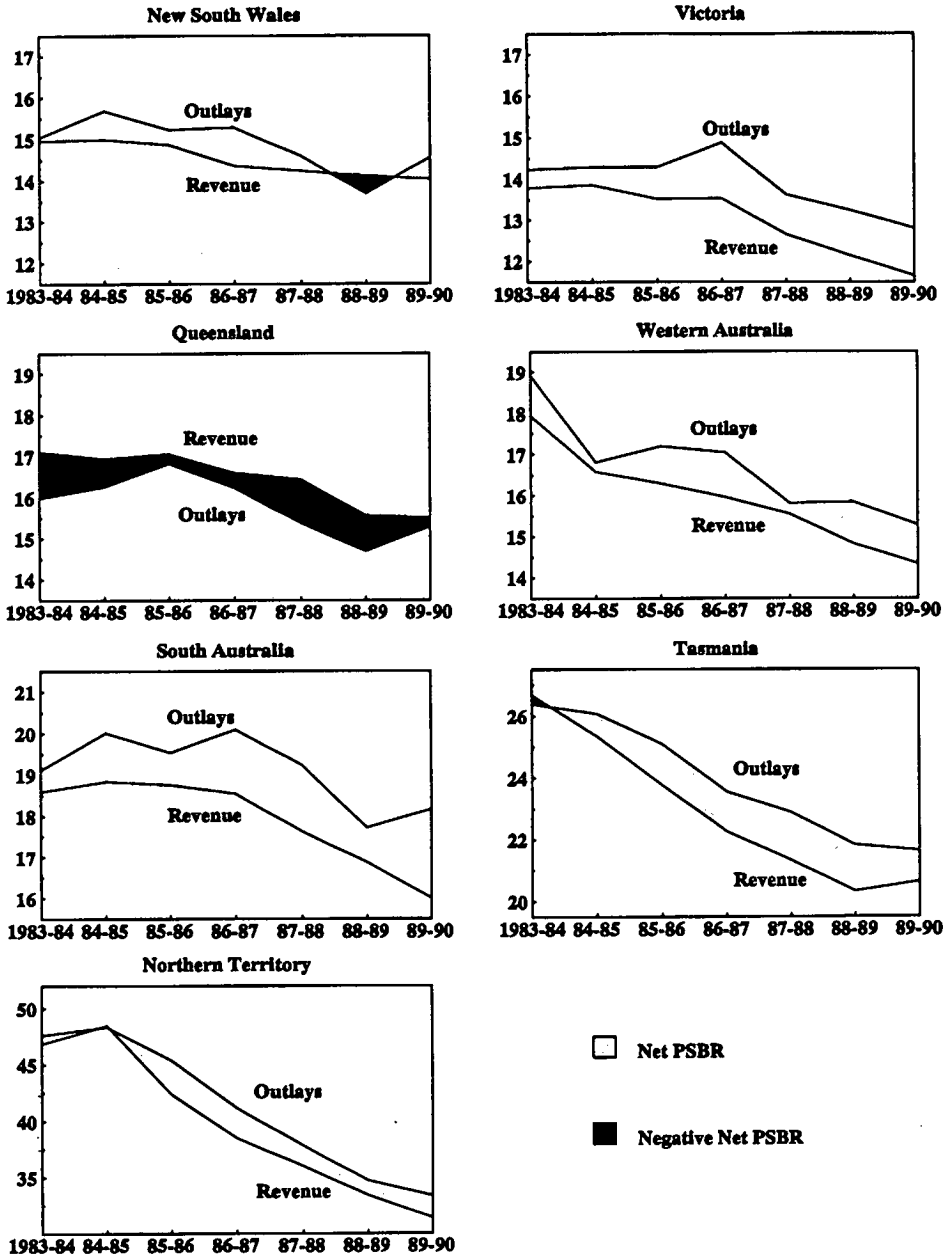 New South Wales
17
16
15
14
13
12
Outlays
Revenue
1983-84 84-85 85-86 86-87 87-88 88-89 89-90
Victoria
17
16
15
14
13
12
Outlays
Revenue
1983-84 84-85 85-86 86-87 87-88 88-89 89-90
Queensland
19
18
17
16
15
14
Revenue
Outlays
1983-84 84-85 85-86 86-87 87-88 88-89 89-90
Western Australia
19
18
17
16
15
14
Outlays
Revenue
1983-84 84-85 85-86 86-87 87-88 88-89 89-90
South Australia
21
20
19
18
17
16
Outlays
Revenue
1983-84 84-85 85-86 86-87 87-88 88-89 89-90
Tasmania
26
24
22
20
Outlays
Revenue
1983-84 84-85 85-86 86-87 87-88 88-89 89-90
Northern Territory
50
45
40
35
Outlays
Revenue
1983-84 84-85 85-86 86-87 87-88 88-89 89-90
Net PSBR
Negative Net PSBR